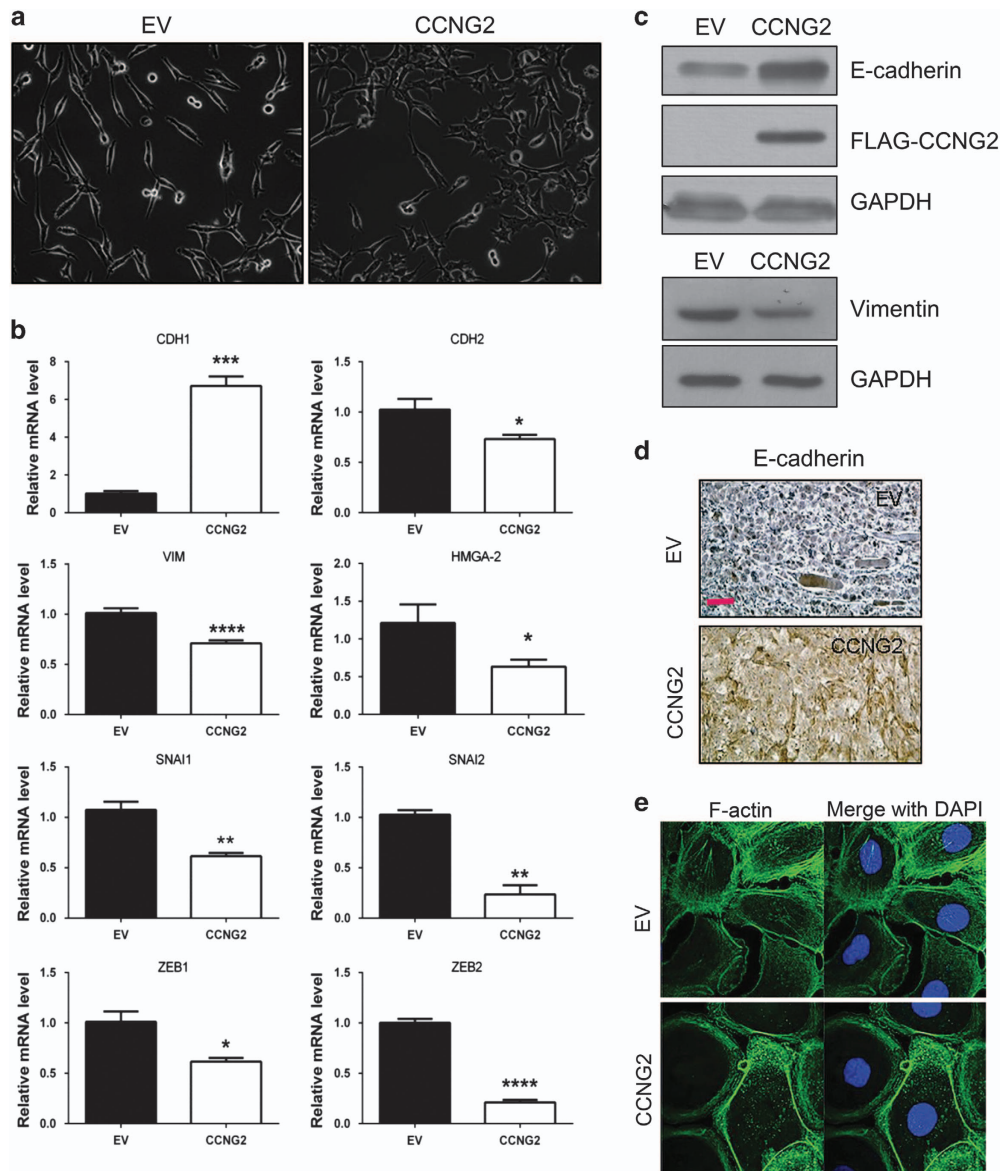 a
EV
CCNG2
b
CDH1
Relative mRNA level
8
6
4
2
0
***
EV
CCNG2
CDH2
Relative mRNA level
1.5
1.0
0.5
0.0
*
EV
CCNG2
VIM
Relative mRNA level
1.5
1.0
0.5
0.0
****
EV
CCNG2
HMGA-2
Relative mRNA level
2.0
1.5
1.0
0.5
0.0
*
EV
CCNG2
SNAI1
Relative mRNA level
1.5
1.0
0.5
0.0
**
EV
CCNG2
SNAI2
Relative mRNA level
1.5
1.0
0.5
0.0
**
EV
CCNG2
ZEB1
Relative mRNA level
1.5
1.0
0.5
0.0
*
EV
CCNG2
ZEB2
Relative mRNA level
1.5
1.0
0.5
0.0
****
EV
CCNG2
c
EV CCNG2
E-cadherin
FLAG-CCNG2
GAPDH
EV CCNG2
Vimentin
GAPDH
d
E-cadherin
EV
EV
CCNG2
CCNG2
e
F-actin
Merge with DAPI
EV
CCNG2